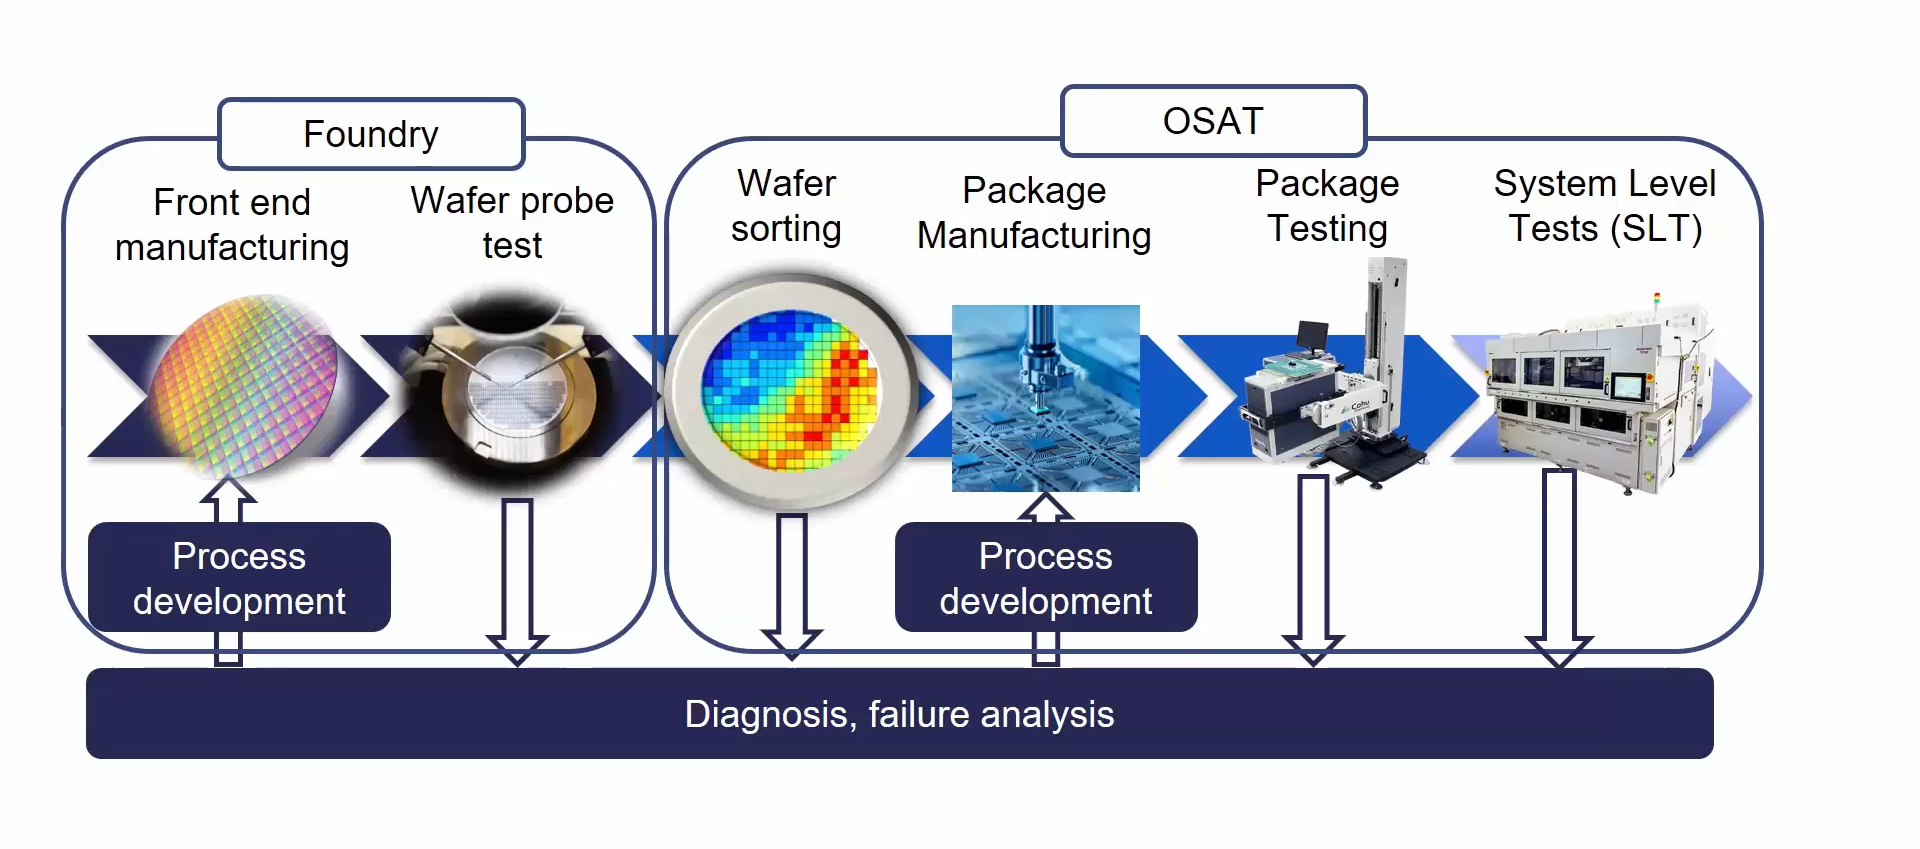 Foundry
OSAT
Front end
manufacturing
Wafer probe
test
Wafer
sorting
Package
Manufacturing
Package
Testing
System Level
Tests (SLT)
Cohu
Process
development
Process
development
Diagnosis, failure analysis